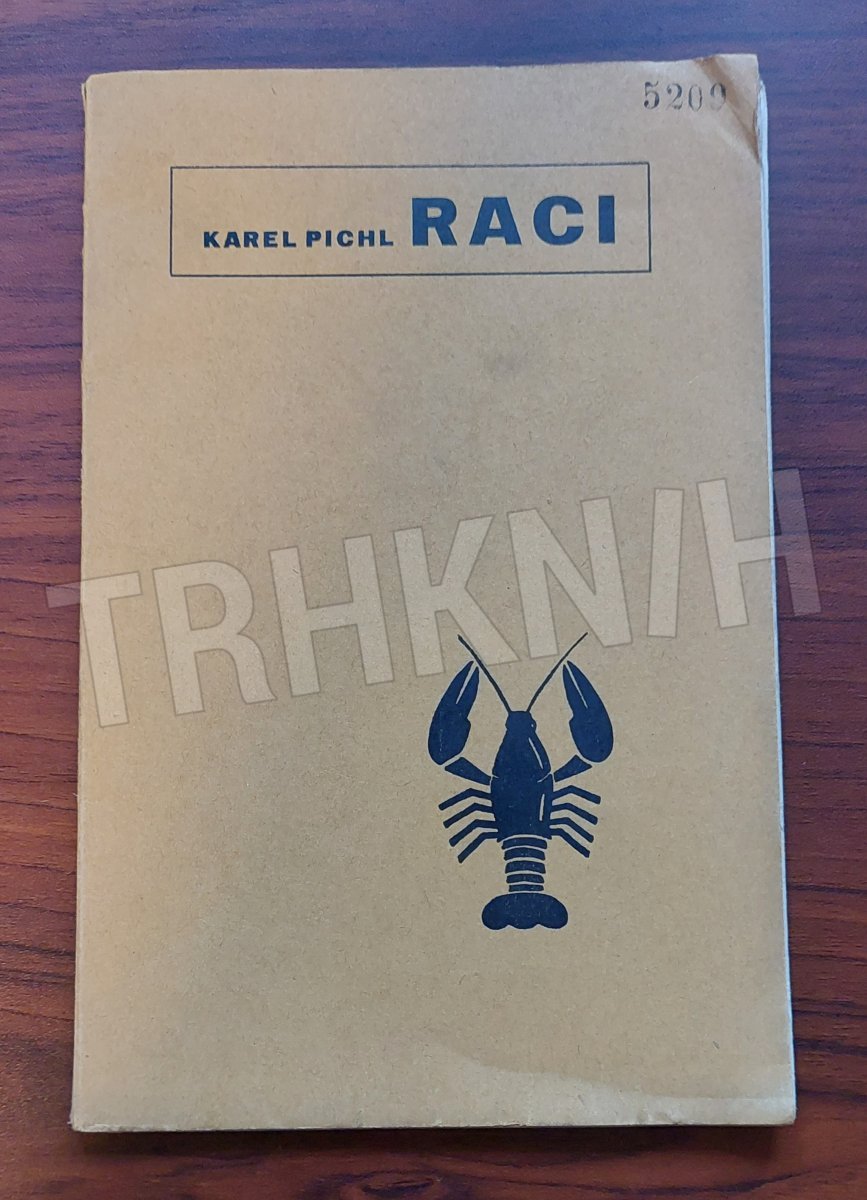 5209
KAREL PICHL RACI
TRHKNIH